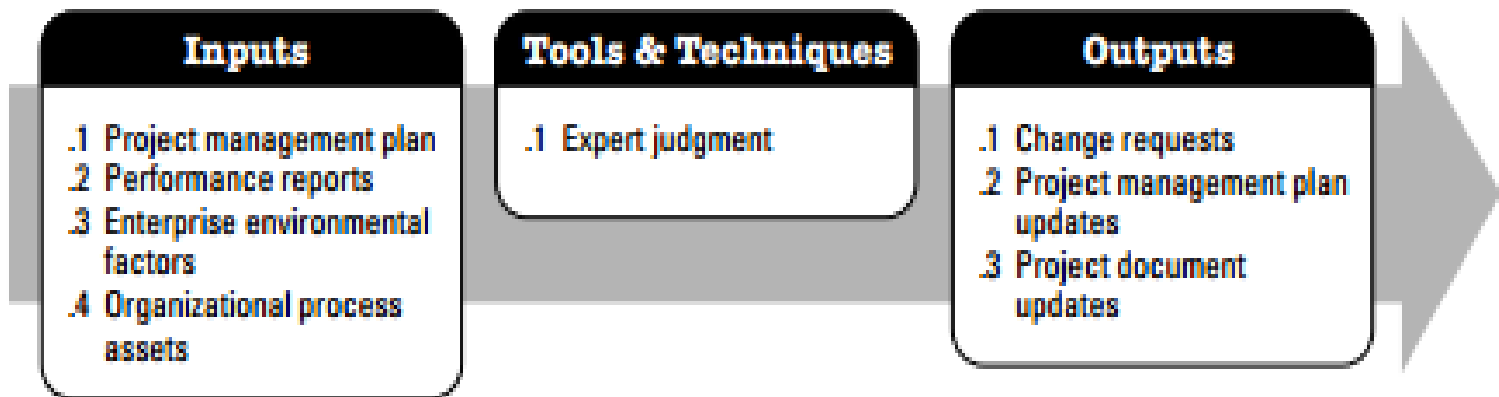 Inputs
.1 Project management plan
.2 Performance reports
.3 Enterprise environmental
factors
.4 Organizational process
assets
Tools & Techniques
.1 Expert judgment
Outputs
.1 Change requests
.2 Project management plan
updates
.3 Project document
updates